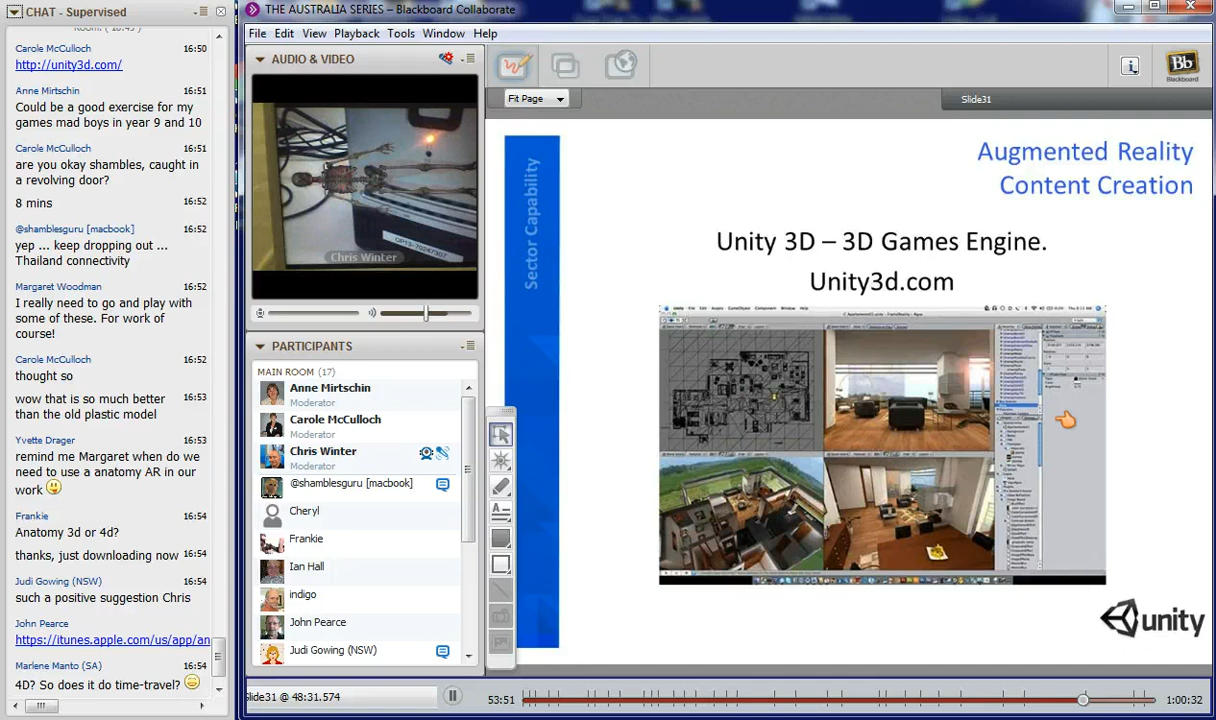 CHAT - Supervised
Carole McCulloch 16:50
http://unity3d.com/
Anne Mirtschin 16:51
Could be a good exercise for my
games mad boys in year 9 and 10
Carole McCulloch 16:51
are you okay shambles, caught in
a revolving door?
8 mins 16:52
@shamblesguru [macbook] 16:52
yep ... keep dropping out ...
Thailand connectivity
Margaret Woodman 16:52
I really need to go and play with
some of these. For work of
course!
Carole McCulloch 16:52
thought so
wow that is so much better 16:53
than the old plastic model
Yvette Drager 16:53
remind me Margaret when do we
need to use a anatomy AR in our
work
Frankie 16:54
Anatomy 3d or 4d?
thanks, just downloading now 16:54
Judi Gowing (NSW) 16:54
such a positive suggestion Chris
John Pearce 16:54
https://itunes.apple.com/us/app/an
Marlene Manto (SA) 16:54
4D? So does it do time-travel?
THE AUSTRALIA SERIES – Blackboard Collaborate
File Edit View Playback Tools Window Help
AUDIO & VIDEO
Chris Winter
PARTICIPANTS
MAIN ROOM (17)
Anne Mirtschin
Moderator
Carole McCulloch
Moderator
Chris Winter
Moderator
@shamblesguru [macbook]
Cheryl
Frankie
Ian Hall
indigo
John Pearce
Judi Gowing (NSW)
Bb
Blackboard
Fit Page
Slide31
Sector Capability
Augmented Reality
Content Creation
Unity 3D – 3D Games Engine.
Unity3d.com
unity
Slide31 @ 48:31.574
53:51
1:00:32